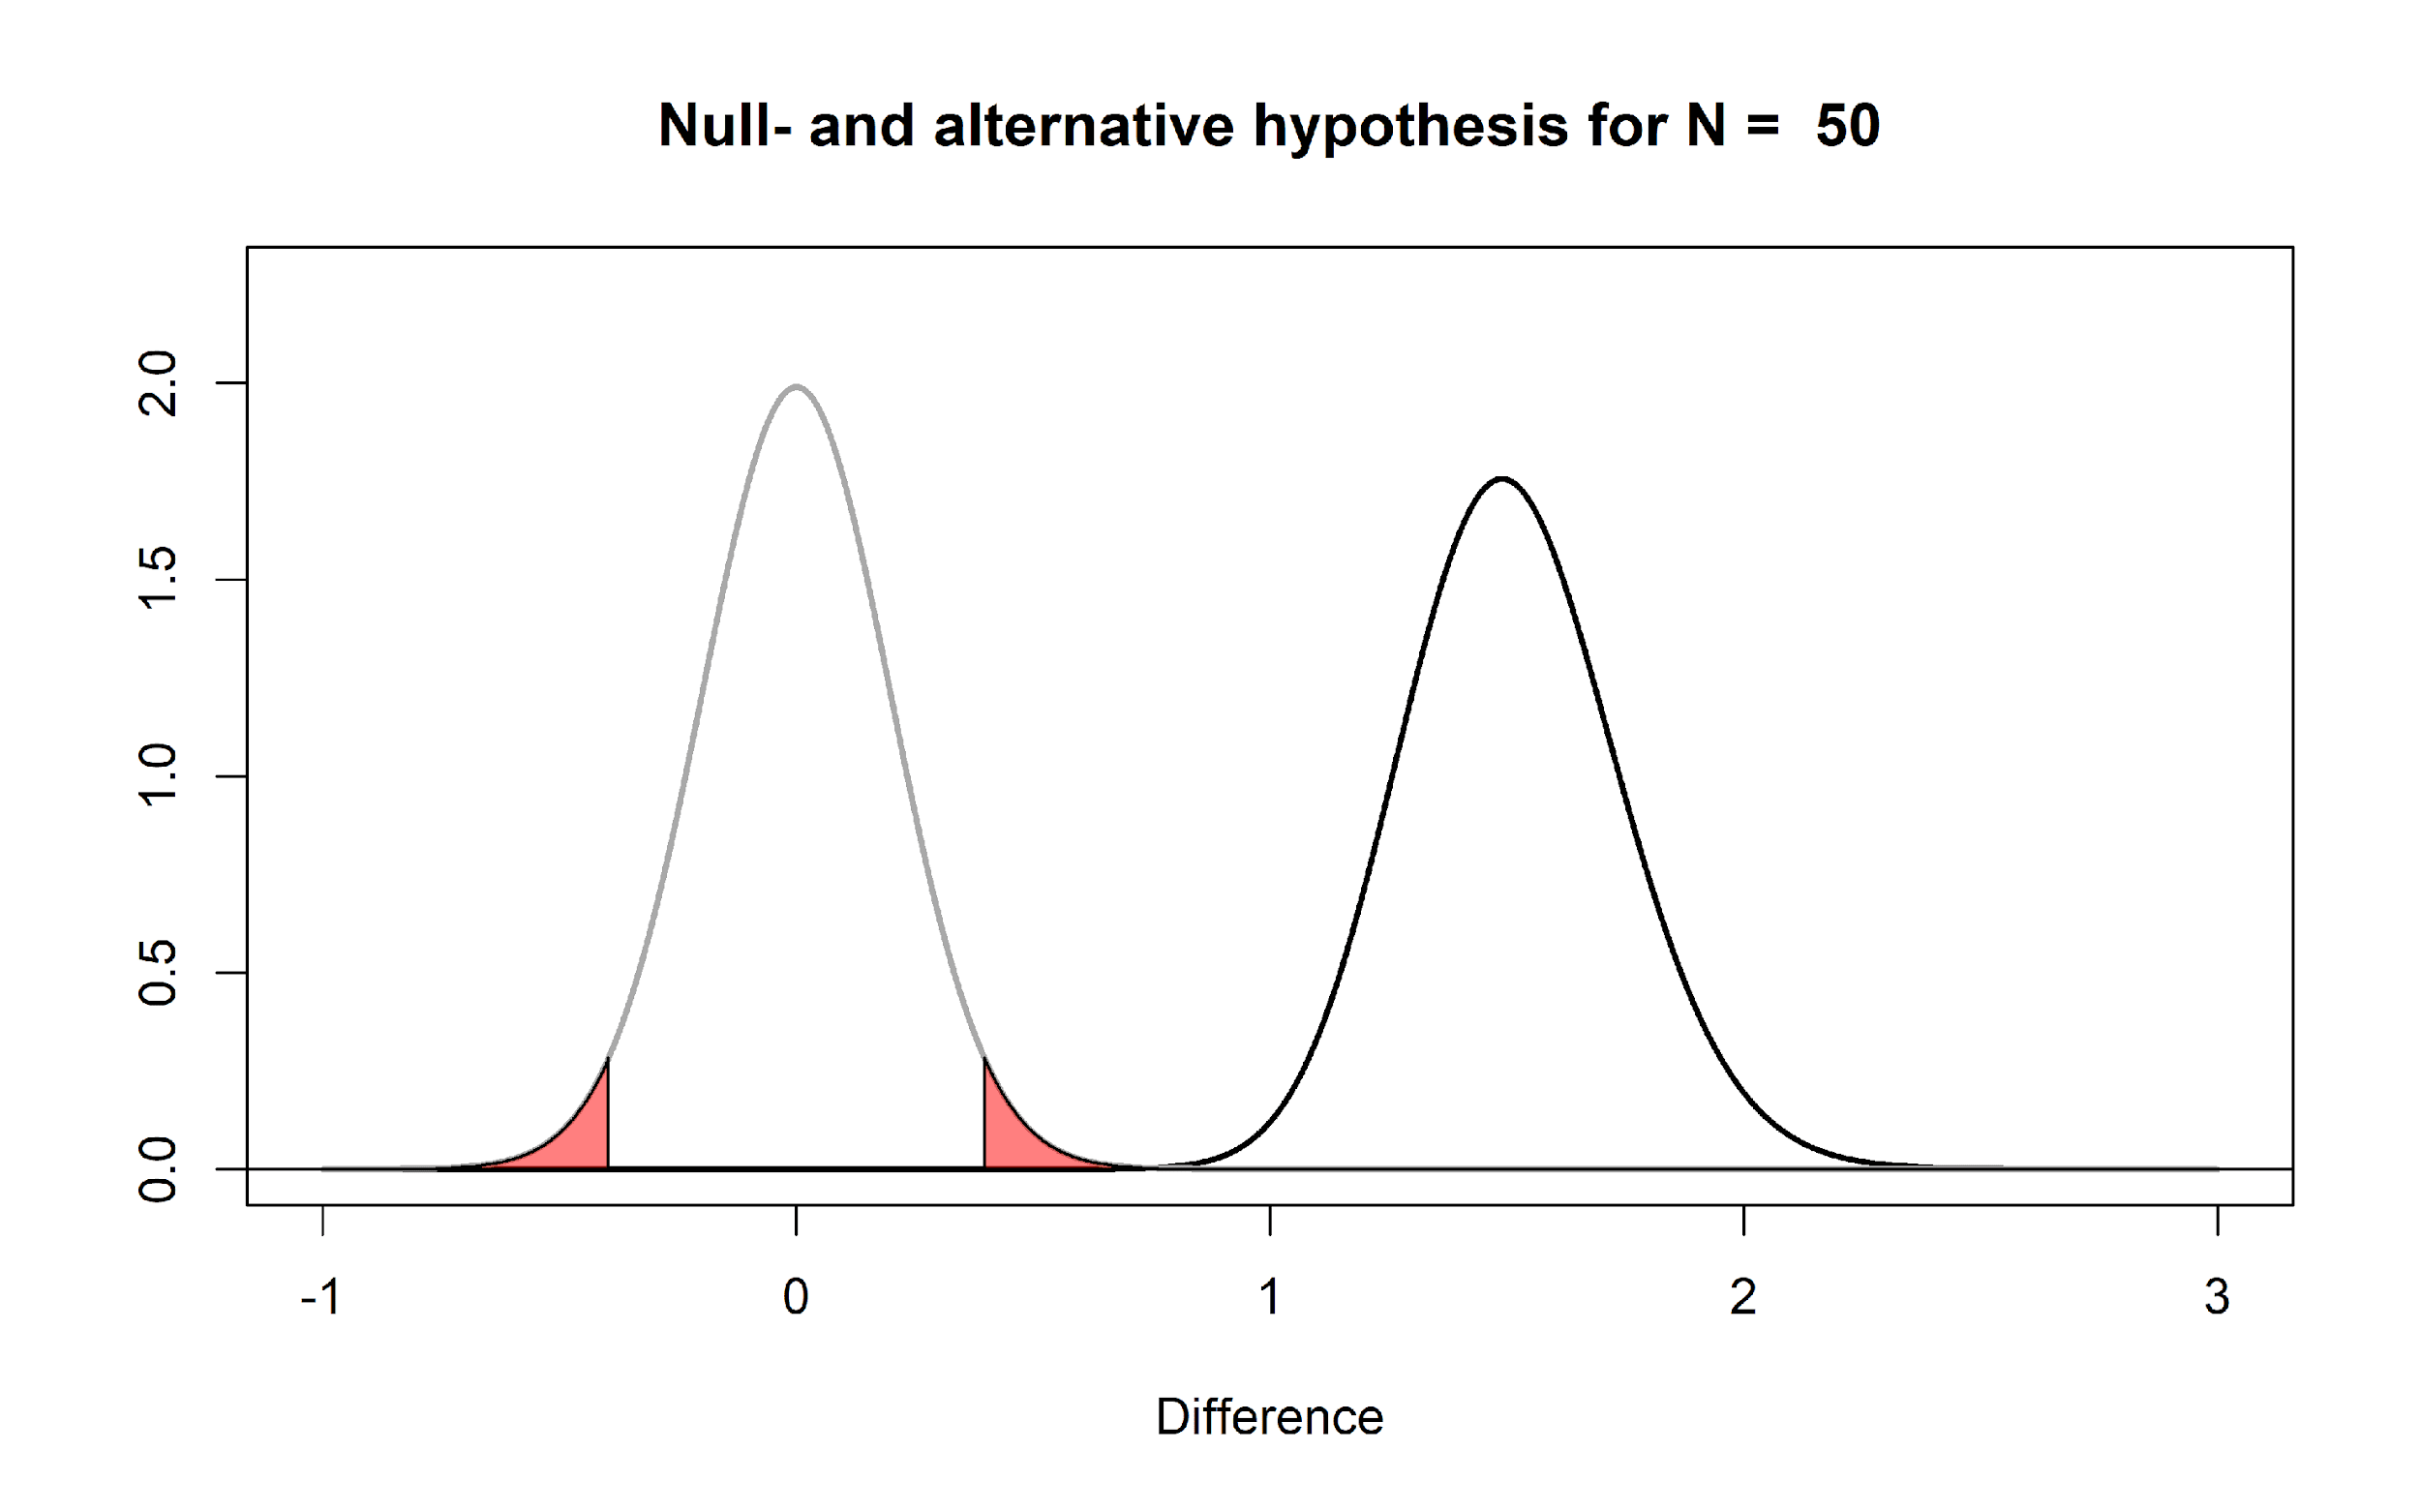 Null- and alternative hypothesis for N =  50
2.0
1.5
1.0
0.5
0.0
-1 0 1 2 3
Difference